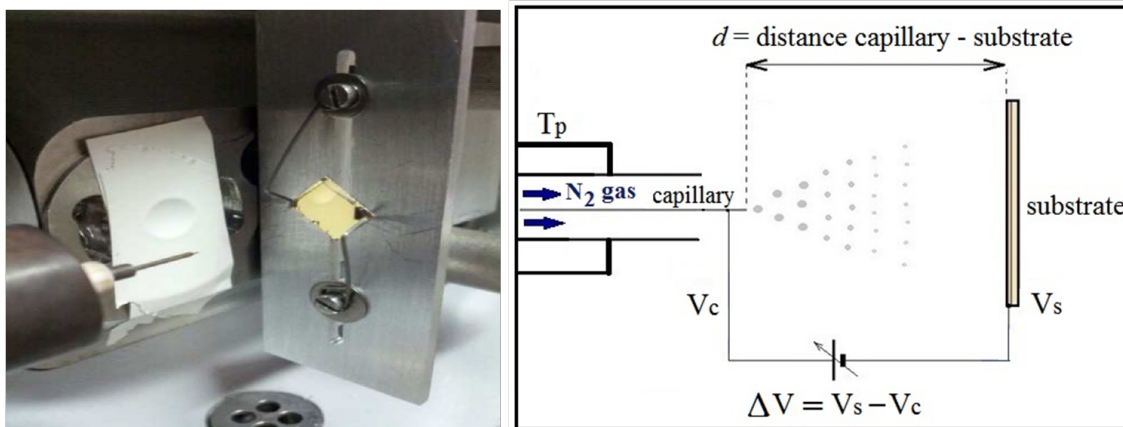 d = distance capillary - substrate
Tp
N2 gas
capillary
substrate
Vc
Vs
ΔV = Vs – Vc